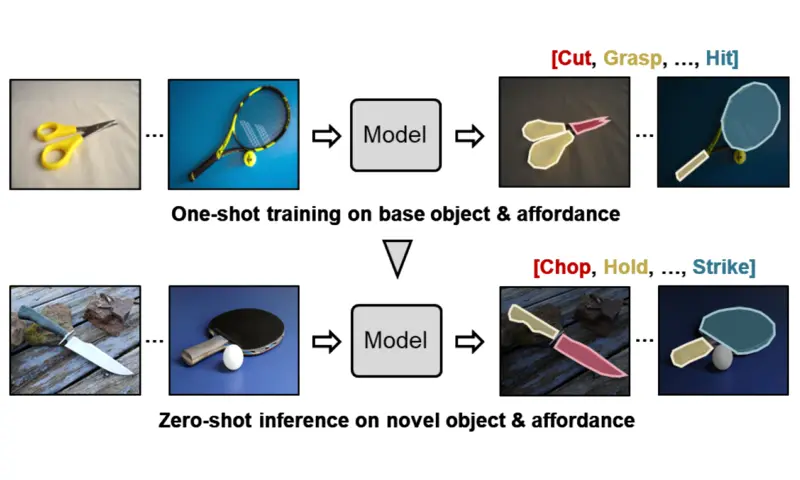 [Cut, Grasp, ..., Hit]
...
Model
...
One-shot training on base object & affordance
[Chop, Hold, ..., Strike]
...
Model
...
Zero-shot inference on novel object & affordance